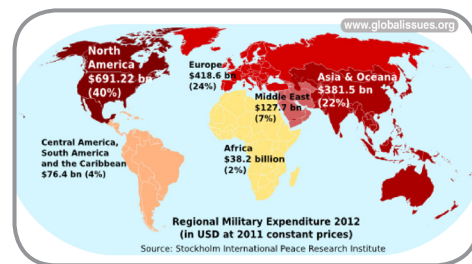 www.globalissues.org
North
America
$691.22 bn
(40%)
Europe
$418.6 bn
(24%)
Asia & Oceana
$381.5 bn
(22%)
Middle East
$127.7 bn
(7%)
Central America,
South America
and the Caribbean
$76.4 bn (4%)
Africa
$38.2 billion
(2%)
Regional Military Expenditure 2012
(in USD at 2011 constant prices)
Source: Stockholm International Peace Research Institute